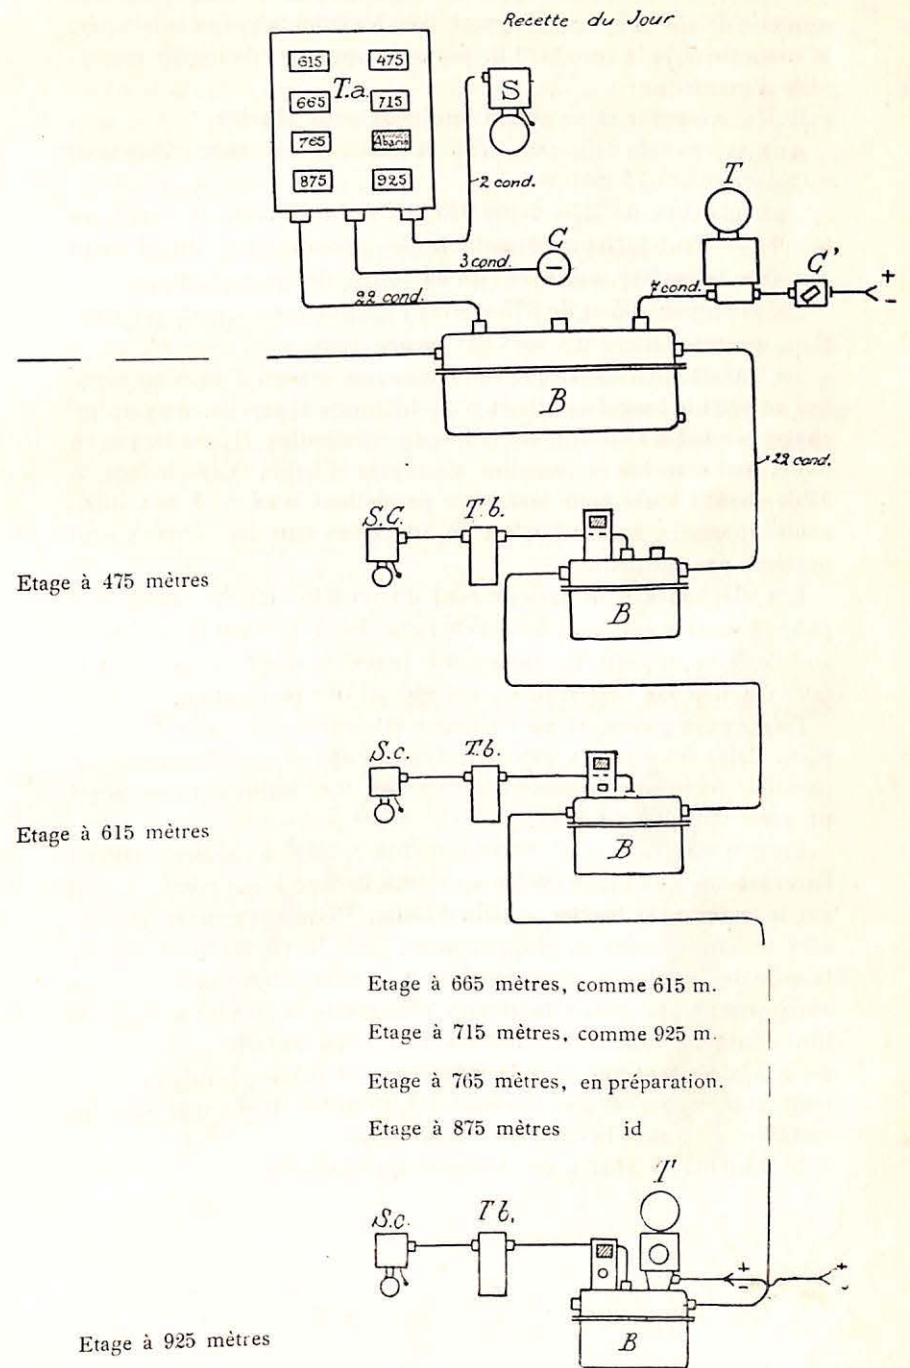 Recette du Jour
615 475
T.a.
665 715
765
875 925
S
2 cond.
T
C
3 cond.
C'
+
-
7 cond.
22 cond.
B
22 cond.
S.C. T.b.
Etage à 475 mètres
B
S.c. T.b.
Etage à 615 mètres
B
Etage à 665 mètres, comme 615 m.
Etage à 715 mètres, comme 925 m.
Etage à 765 mètres, en préparation.
Etage à 875 mètres id
T
S.c. T b.
+ +
- -
B
Etage à 925 mètres